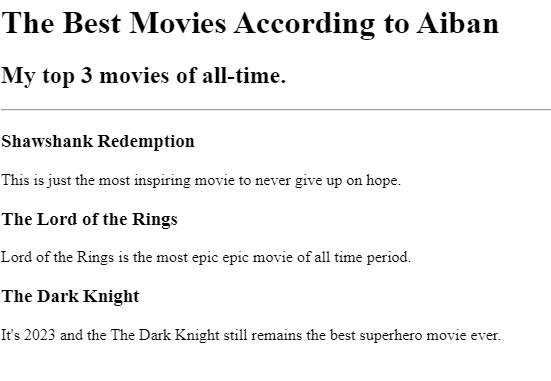 The Best Movies According to Aiban
My top 3 movies of all-time.
Shawshank Redemption
This is just the most inspiring movie to never give up on hope.
The Lord of the Rings
Lord of the Rings is the most epic epic movie of all time period.
The Dark Knight
It's 2023 and the The Dark Knight still remains the best superhero movie ever.